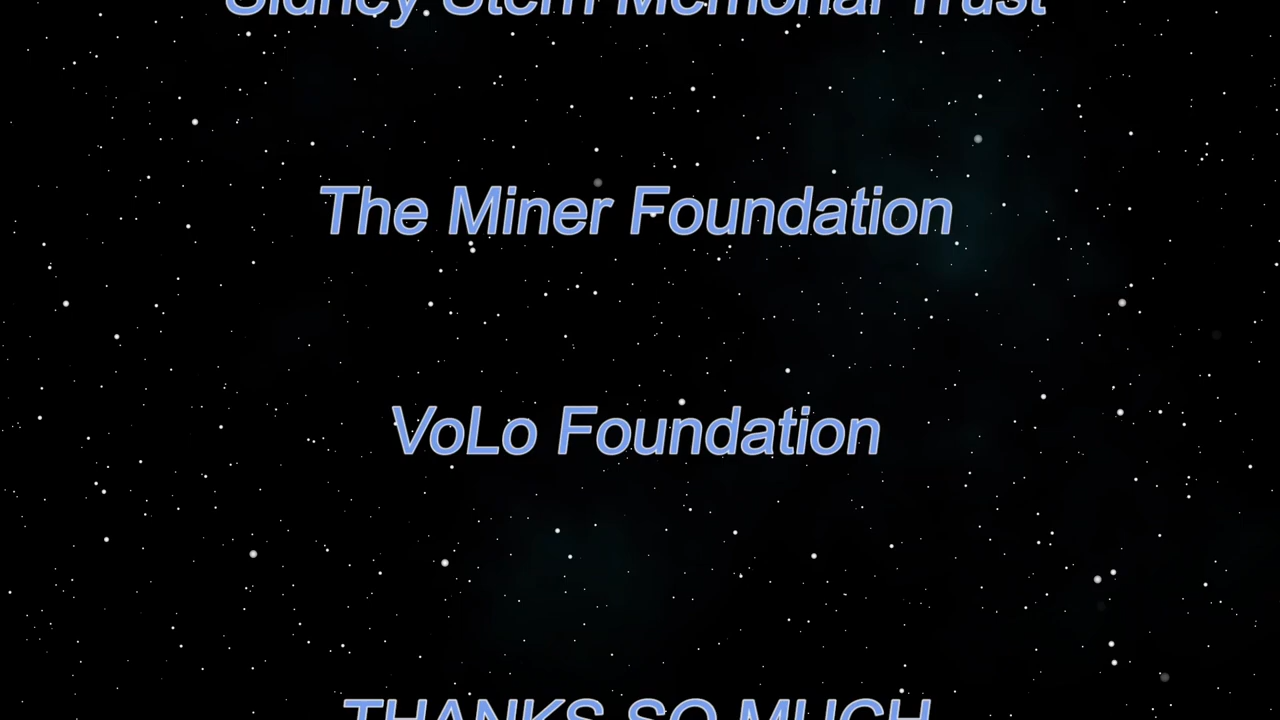 Sidney Stern Memorial Trust
The Miner Foundation
VoLo Foundation
THANKS SO MUCH